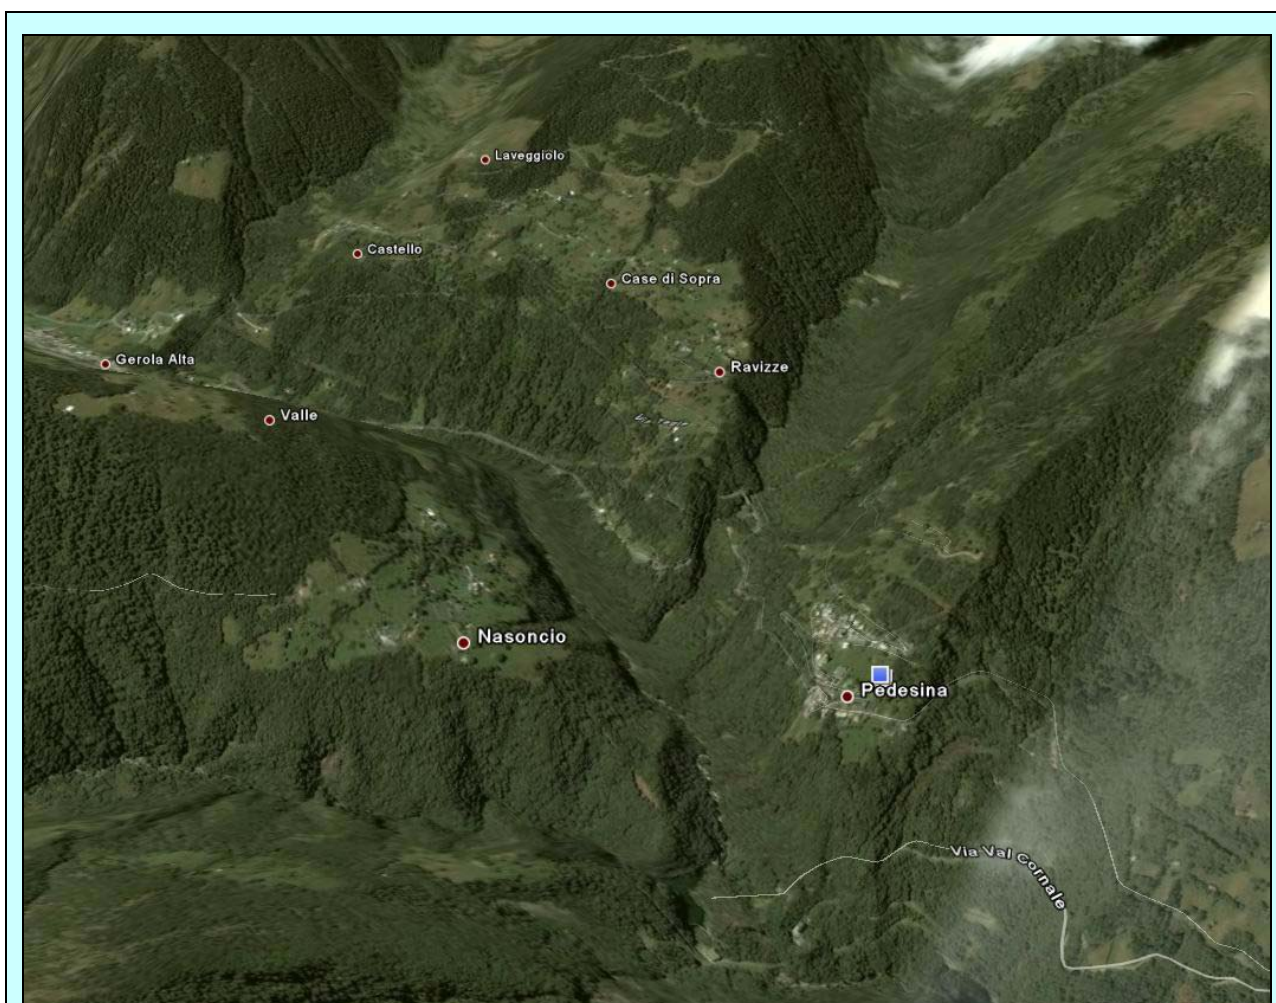 Laveggiolo
Castello
Case di Sopra
Gerola Alta
Ravizze
Valle
Nasoncio
Pedesina
Via Val Cornale